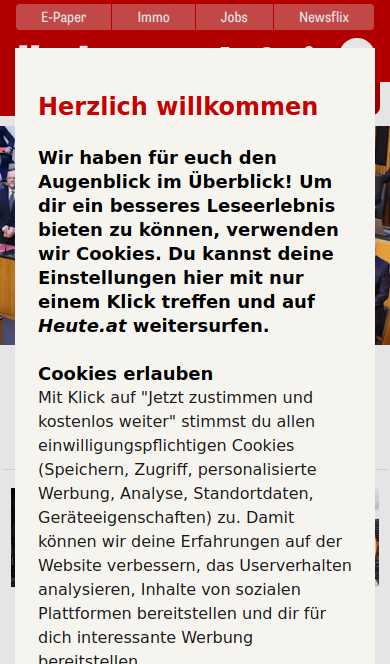 E-Paper Immo Jobs Newsflix
Herzlich willkommen
Wir haben für euch den
Augenblick im Überblick! Um
dir ein besseres Leseerlebnis
bieten zu können, verwenden
wir Cookies. Du kannst deine
Einstellungen hier mit nur
einem Klick treffen und auf
Heute.at weitersurfen.
Cookies erlauben
Mit Klick auf "Jetzt zustimmen und
kostenlos weiter" stimmst du allen
einwilligungspflichtigen Cookies
(Speichern, Zugriff, personalisierte
Werbung, Analyse, Standortdaten,
Geräteeigenschaften) zu. Damit
können wir deine Erfahrungen auf der
Website verbessern, das Userverhalten
analysieren, Inhalte von sozialen
Plattformen bereitstellen und dir für
dich interessante Werbung
bereitstellen